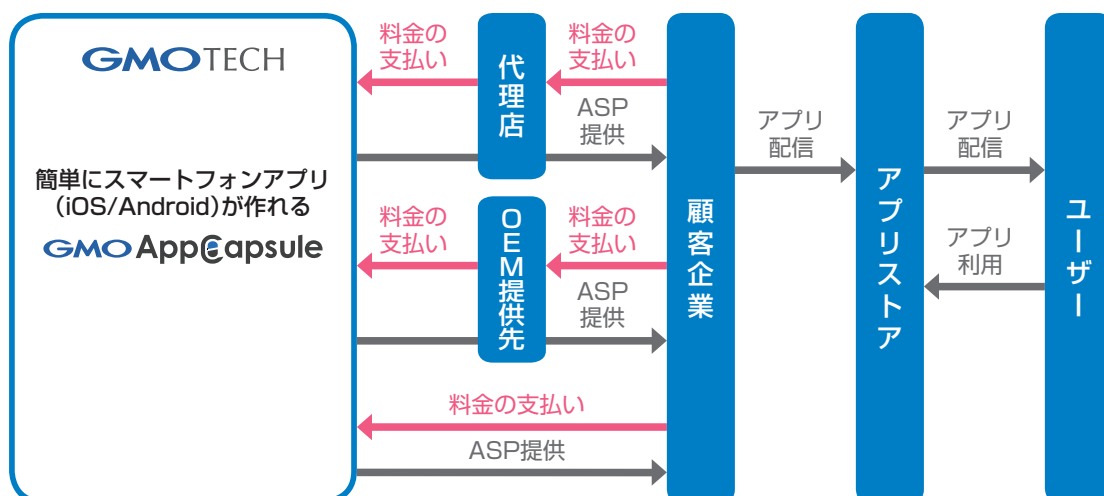 GMOTECH
簡単にスマートフォンアプリ
(iOS/Android)が作れる
GMO AppCapsule
料金の
支払い
代理店
料金の
支払い
ASP
提供
料金の
支払い
OEM提供先
料金の
支払い
ASP
提供
料金の支払い
ASP提供
顧客企業
アプリ
配信
アプリストア
アプリ
配信
アプリ
利用
ユーザー